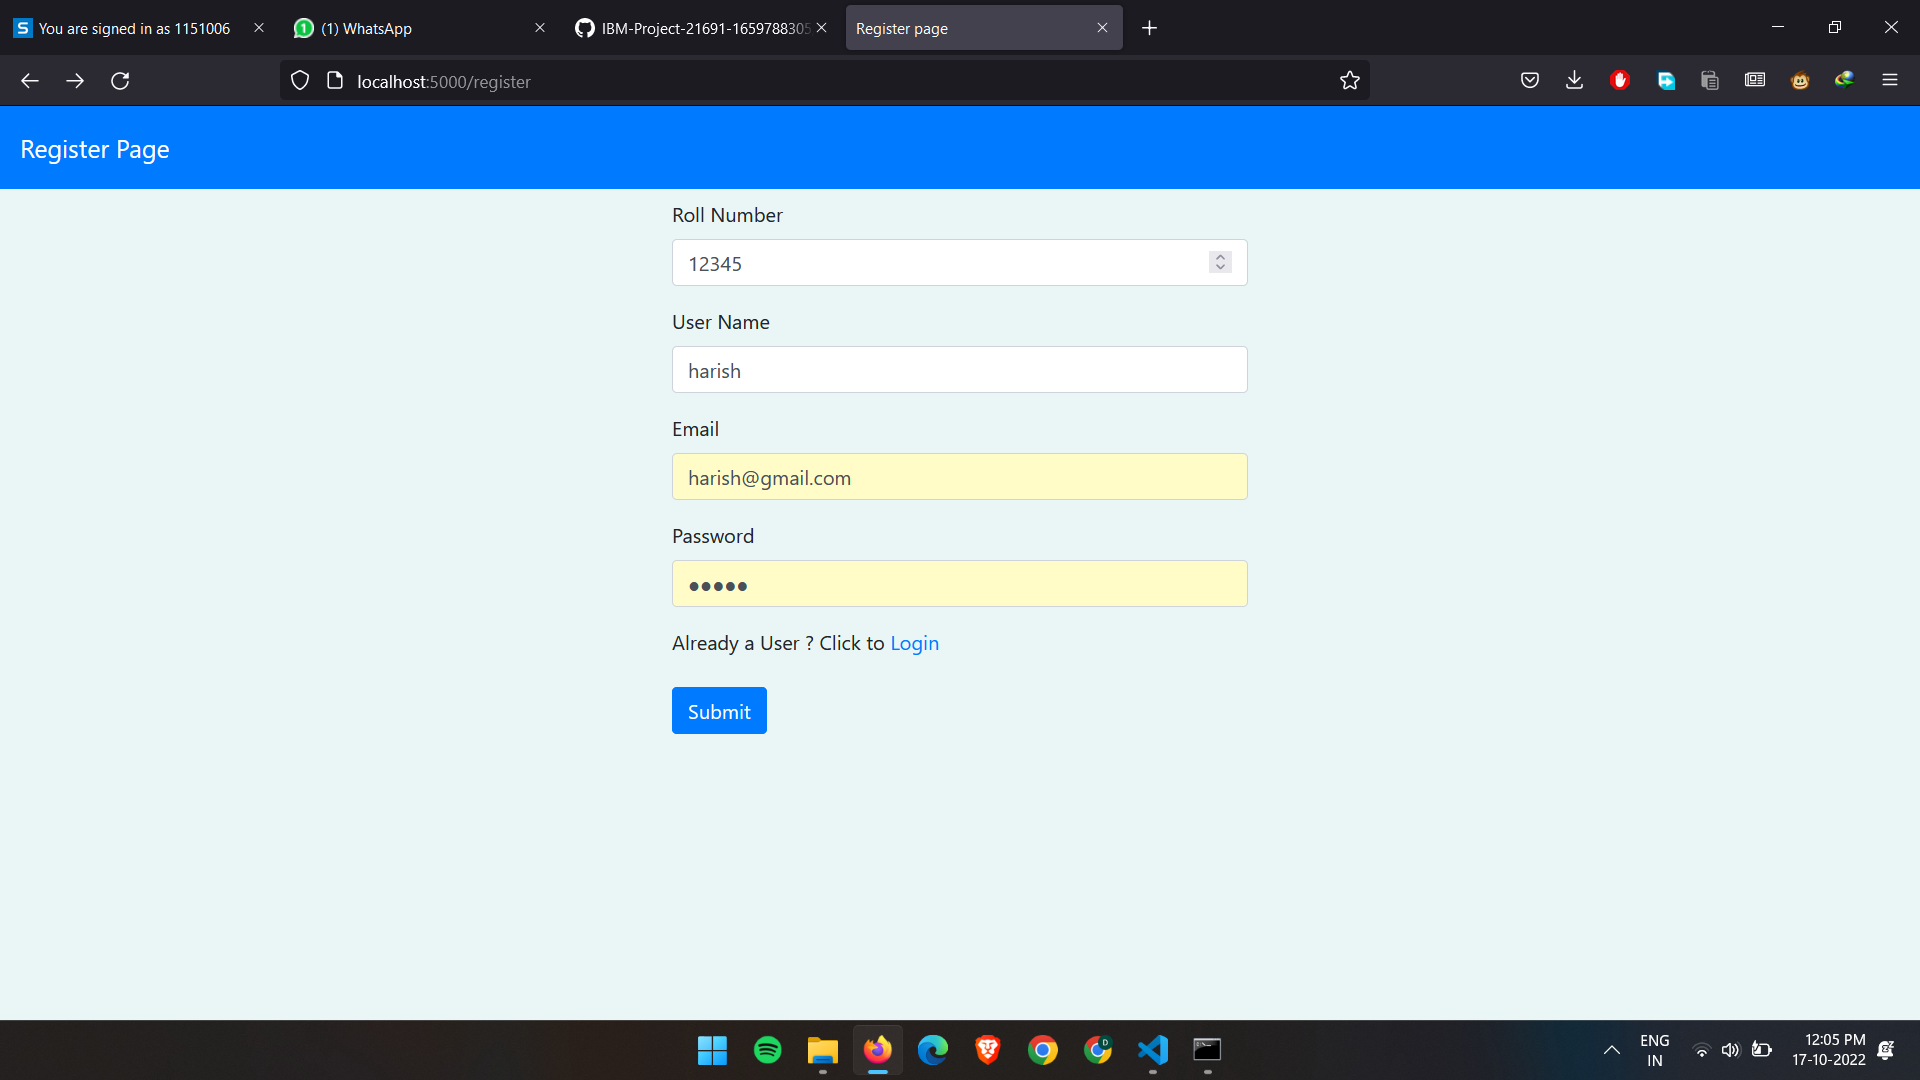 You are signed in as 1151006
(1) WhatsApp
IBM-Project-21691-1659788305
Register page
localhost:5000/register
Register Page
Roll Number
12345
User Name
harish
Email
harish@gmail.com
Password
●●●●●
Already a User ? Click to Login
Submit
ENG
IN
12:05 PM
17-10-2022